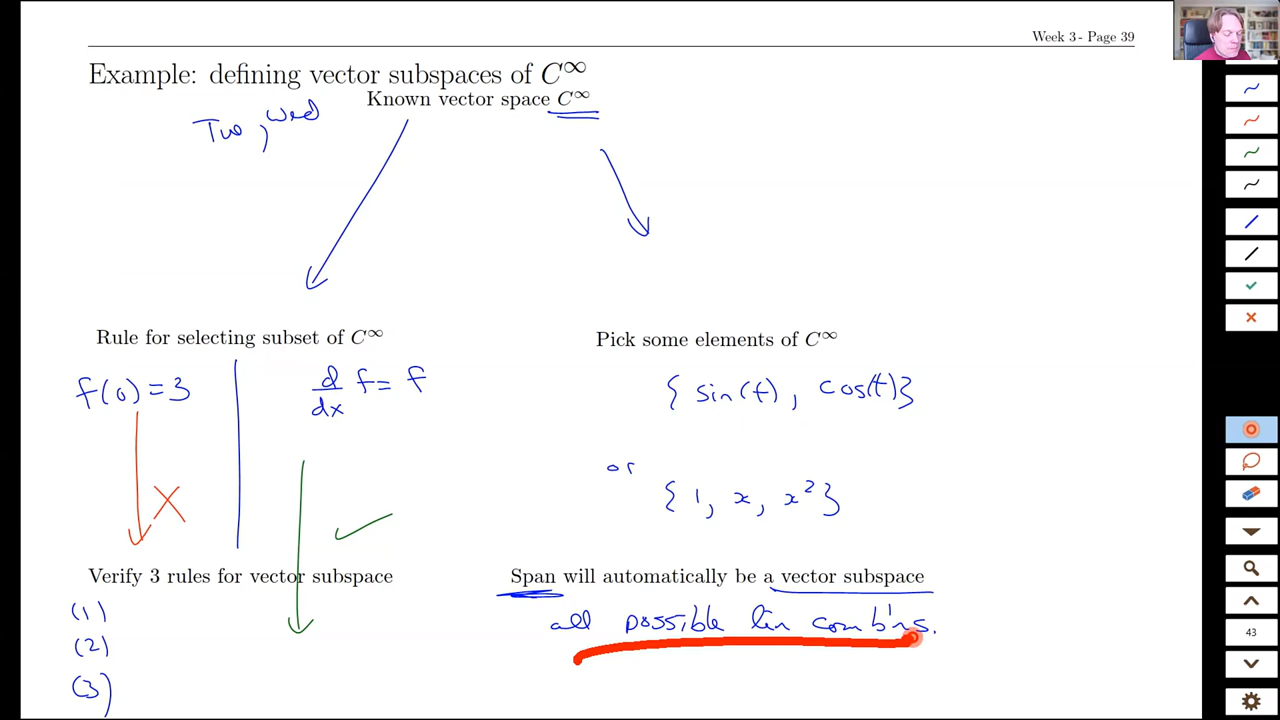 Week 3 - Page 39
Example: defining vector subspaces of C∞
Known vector space C∞
Tue, Wed
Rule for selecting subset of C∞
Pick some elements of C∞
f(0) = 3
d/dx f = f
{ sin(t), cos(t) }
or
{ 1, x, x² }
Verify 3 rules for vector subspace
Span will automatically be a vector subspace
(1)
all possible lin comb'ns.
(2)
(3)
43